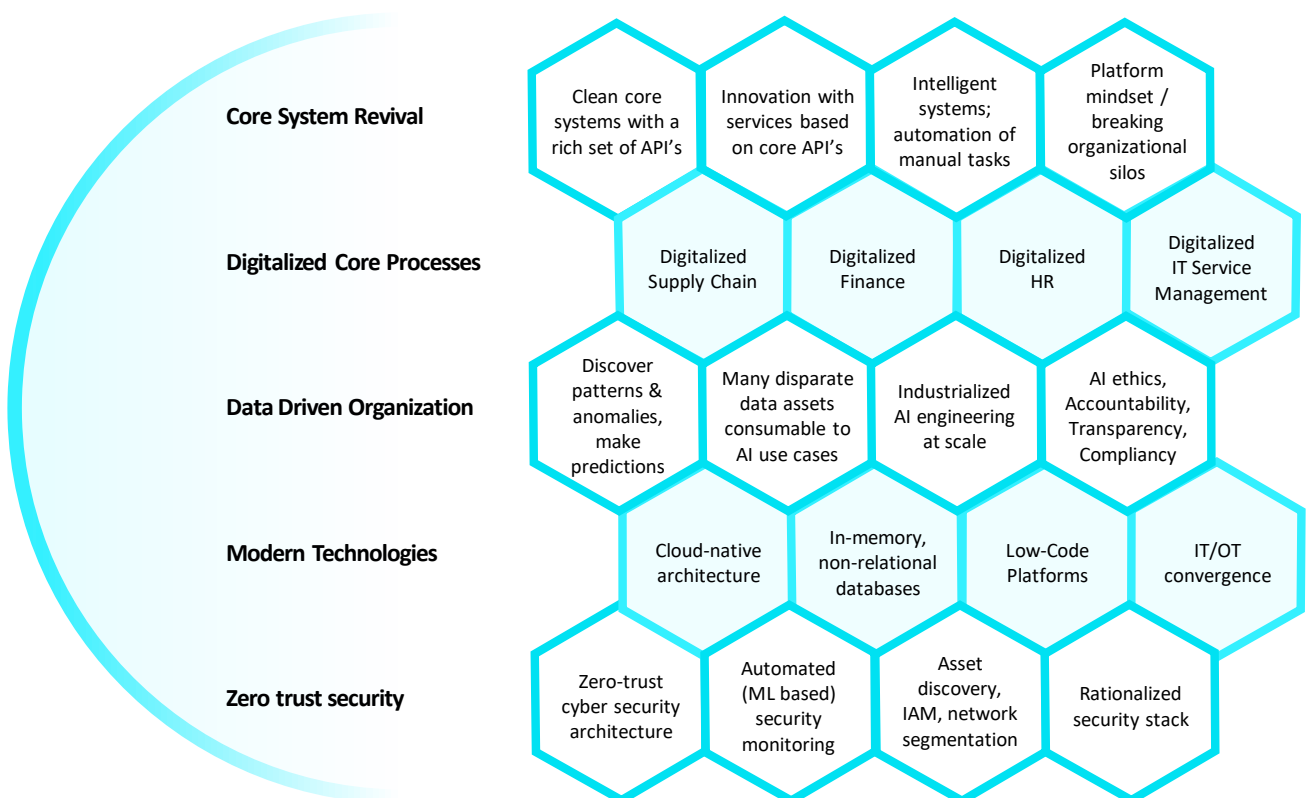 Core System Revival
Clean core
systems with a
rich set of API’s
Innovation with
services based
on core API’s
Intelligent
systems;
automation of
manual tasks
Platform
mindset /
breaking
organizational
silos
Digitalized Core Processes
Digitalized
Supply Chain
Digitalized
Finance
Digitalized
HR
Digitalized
IT Service
Management
Data Driven Organization
Discover
patterns &
anomalies,
make
predictions
Many disparate
data assets
consumable to
AI use cases
Industrialized
AI engineering
at scale
AI ethics,
Accountability,
Transparency,
Compliancy
Modern Technologies
Cloud-native
architecture
In-memory,
non-relational
databases
Low-Code
Platforms
IT/OT
convergence
Zero trust security
Zero-trust
cyber security
architecture
Automated
(ML based)
security
monitoring
Asset
discovery,
IAM, network
segmentation
Rationalized
security stack